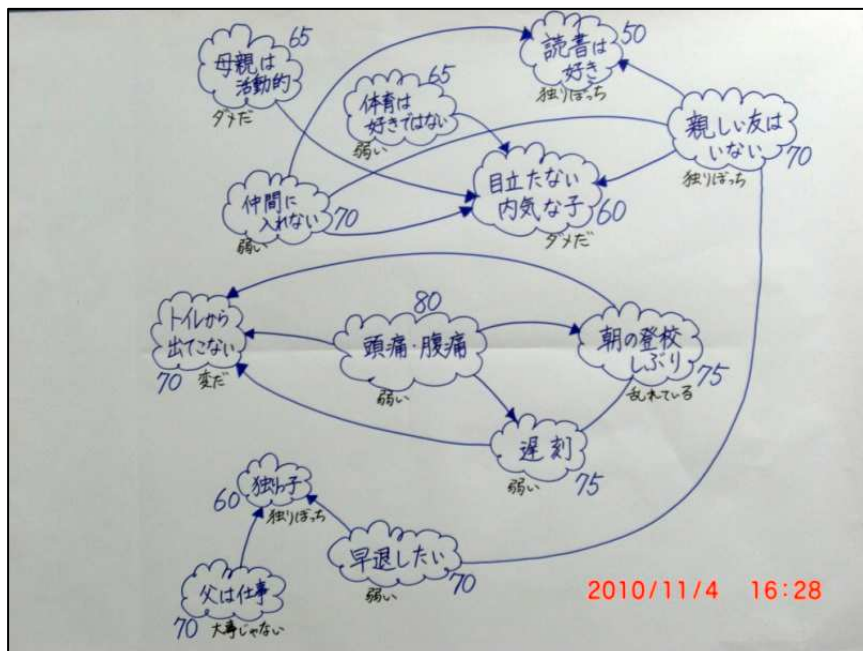 母親は
活動的
65
ダメだ
体育は
好きではない
65
弱い
読書は
好き
50
独りぼっち
親しい友は
いない
70
独りぼっち
仲間に
入れない
70
弱い
目立たない
内気な子
60
ダメだ
トイレから
出てこない
70
変だ
80
頭痛・腹痛
弱い
朝の登校
しぶり
75
乱れている
遅刻
弱い
75
60
独りっ子
独りぼっち
早退したい
弱い
70
父は仕事
70
大事じゃない
2010/11/4 16:28